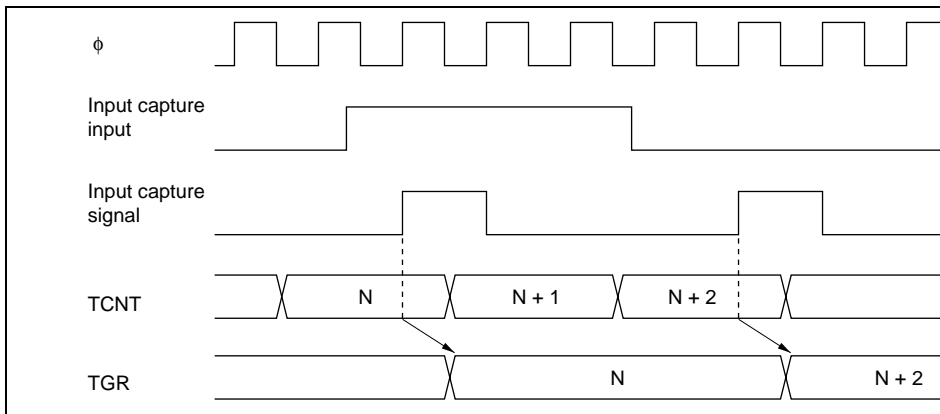 ϕ
Input capture
input
Input capture
signal
TCNT
N
N + 1
N + 2
TGR
N
N + 2